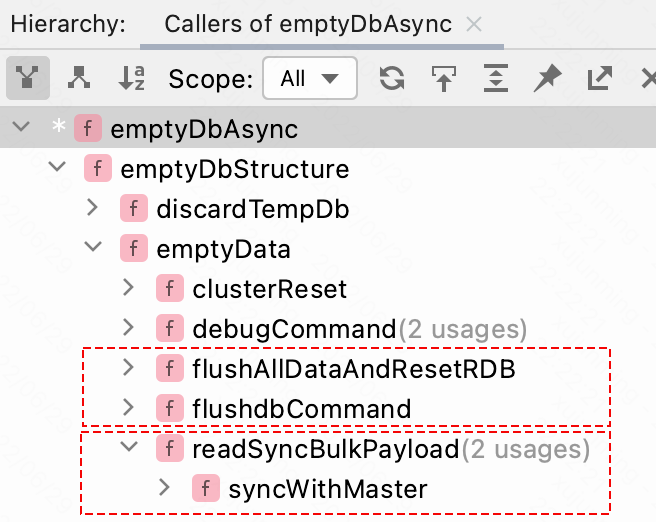 Hierarchy: Callers of emptyDbAsync
Scope: All
* f emptyDbAsync
f emptyDbStructure
f discardTempDb
f emptyData
f clusterReset
f debugCommand(2 usages)
f flushAllDataAndResetRDB
f flushdbCommand
f readSyncBulkPayload(2 usages)
f syncWithMaster